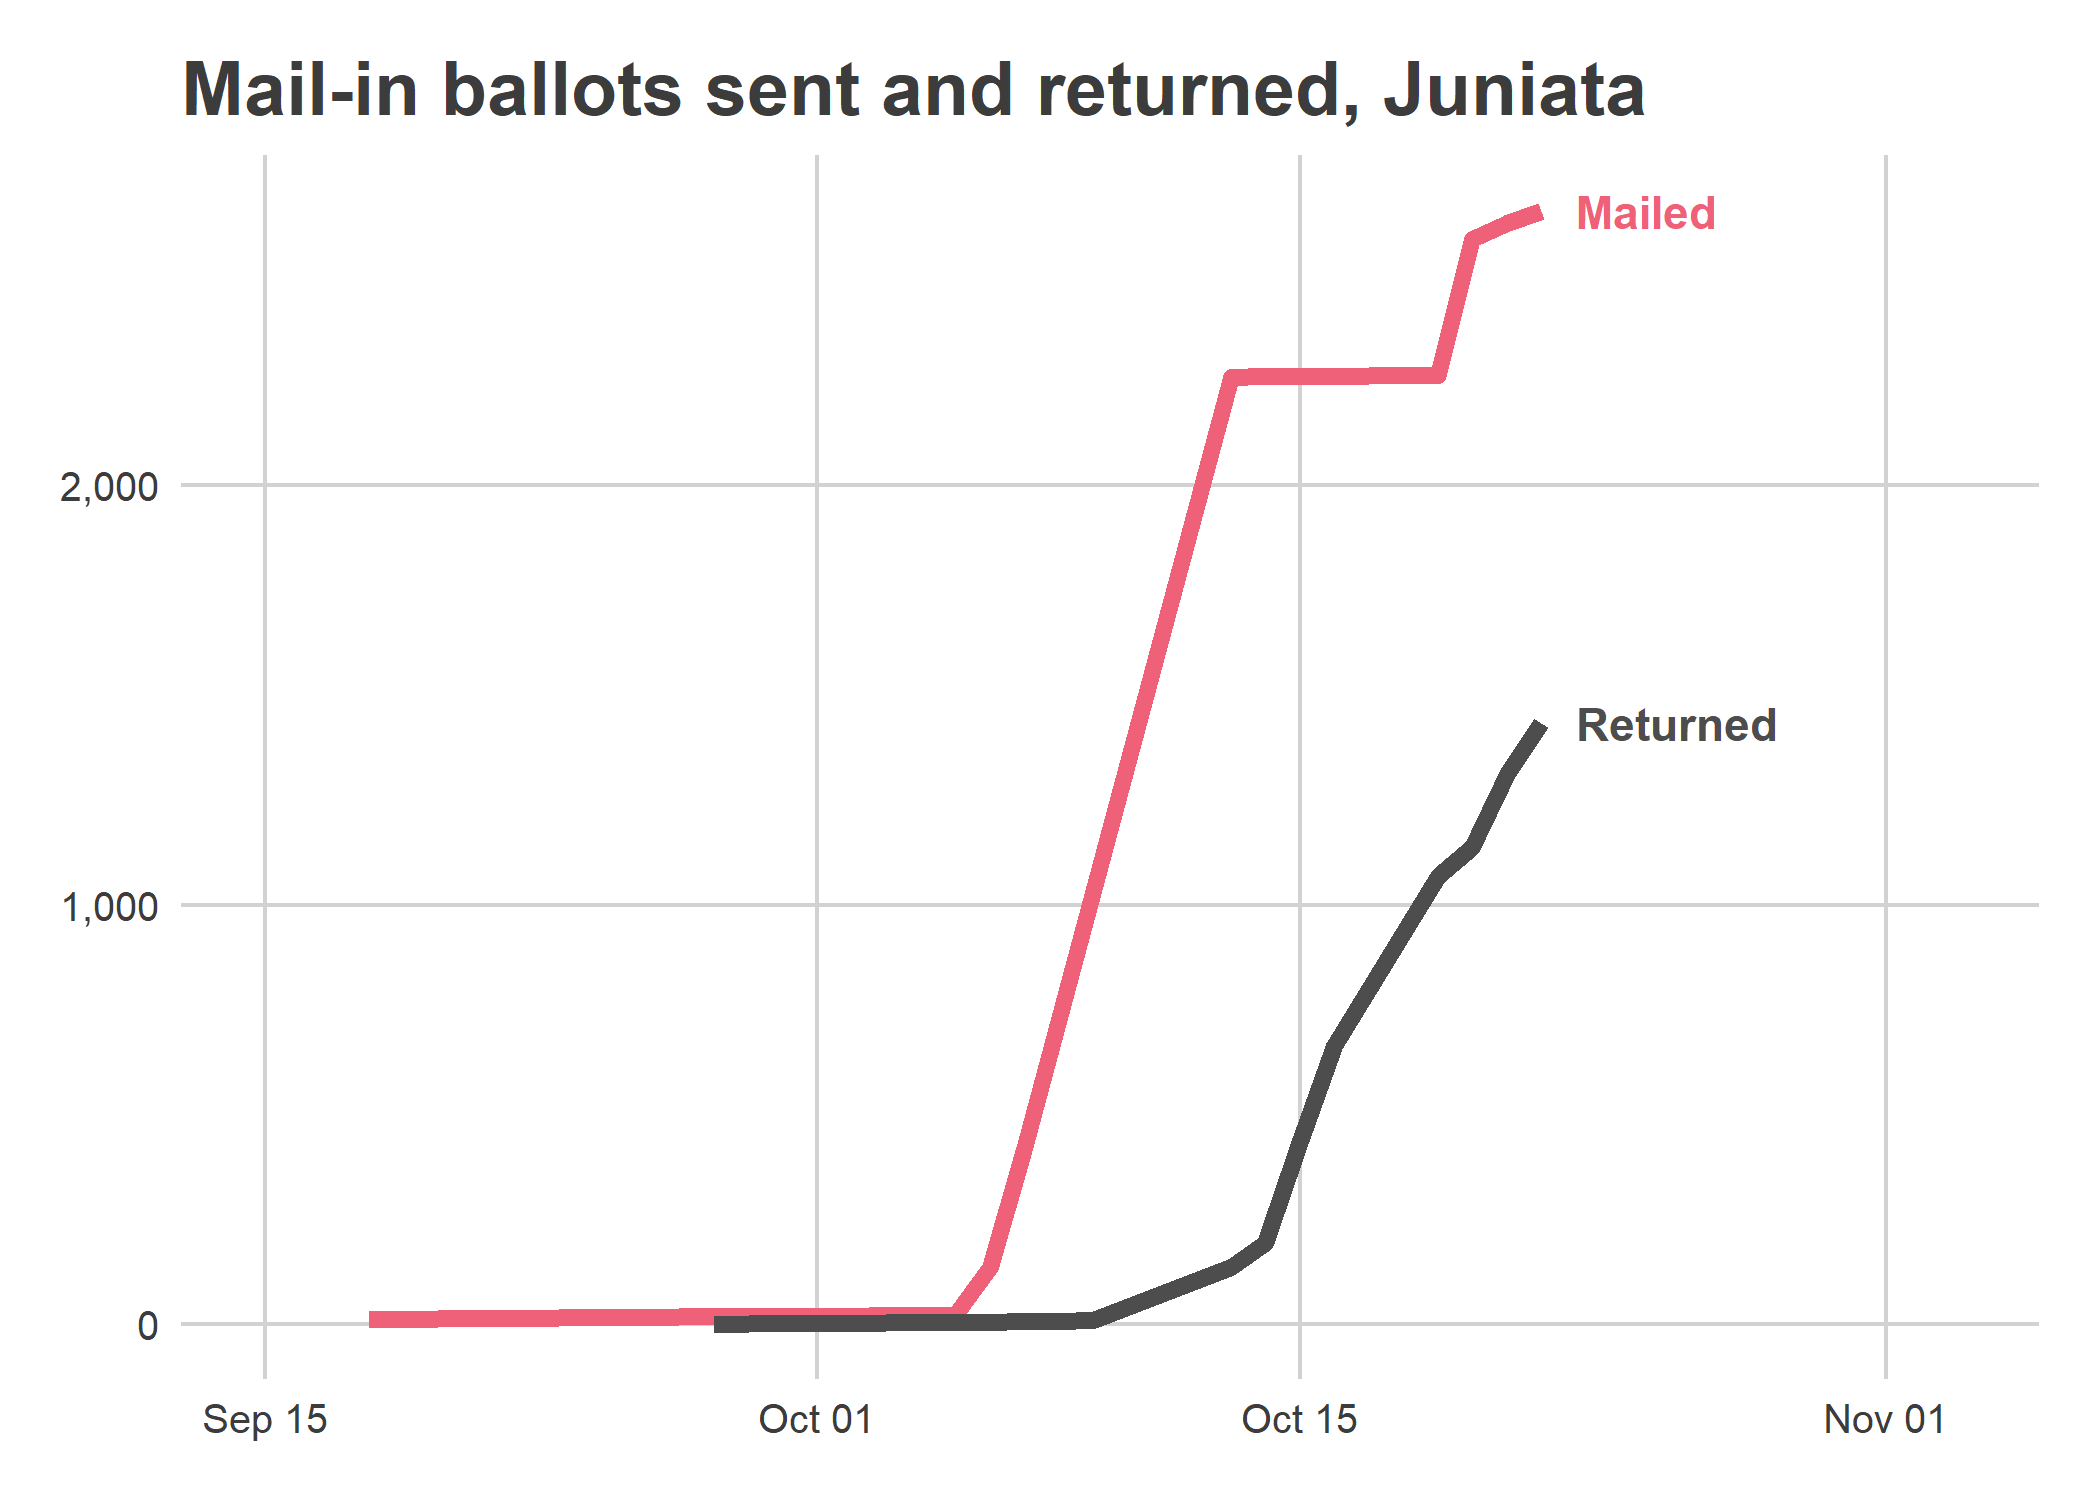 Mail-in ballots sent and returned, Juniata
Mailed
2,000
Returned
1,000
0
Sep 15
Oct 01
Oct 15
Nov 01